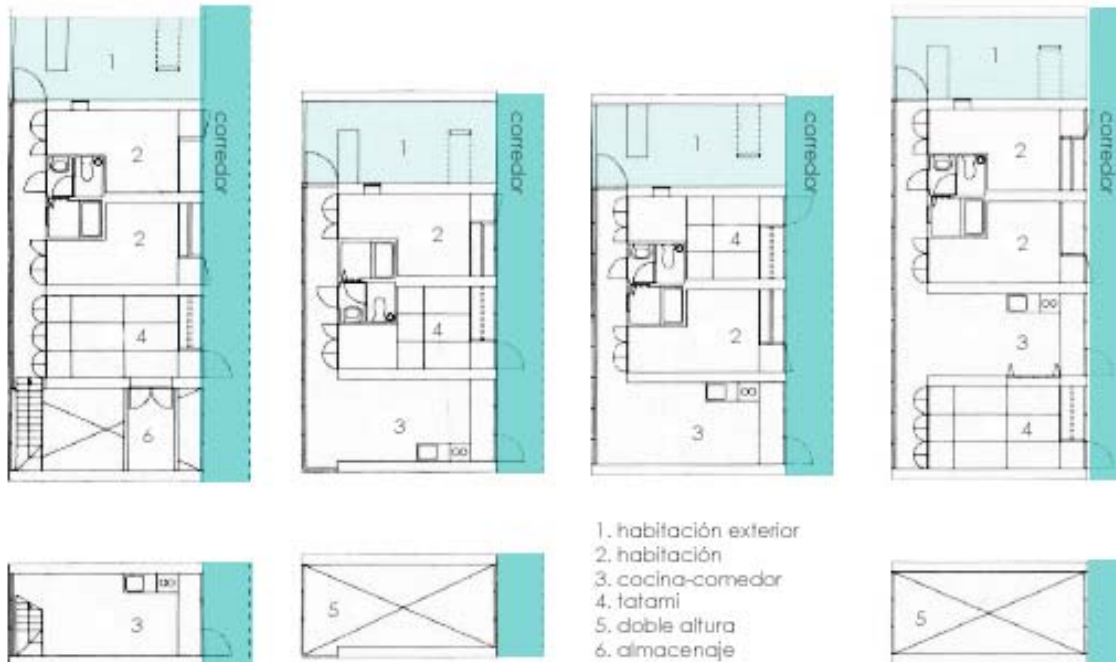 1
2
2
4
6
corredor
1
2
4
3
corredor
1
4
2
3
corredor
1
2
2
3
4
corredor
3
5
1. habitación exterior
2. habitación
3. cocina-comedor
4. tatami
5. doble altura
6. almacenaje
5